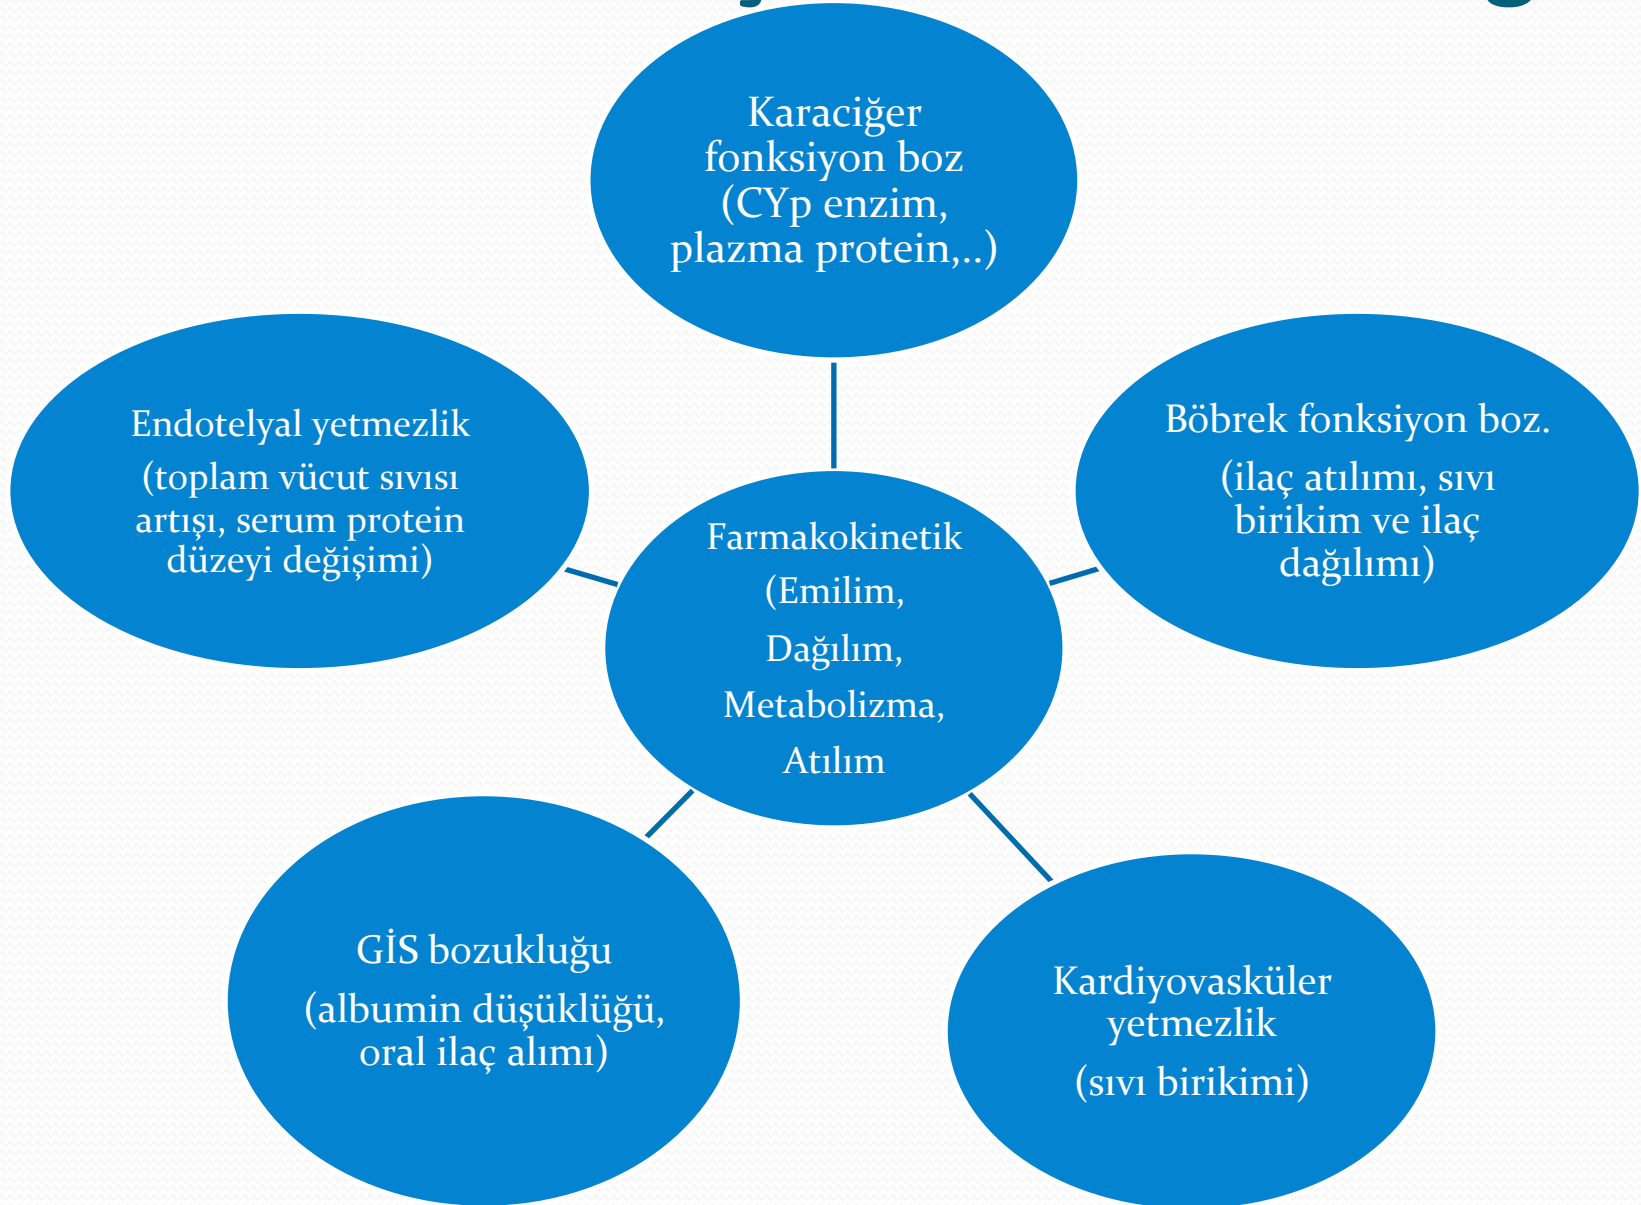 Karaciğer
fonksiyon boz
(CYp enzim,
plazma protein,..)
Endotelyal yetmezlik
(toplam vücut sıvısı
artışı, serum protein
düzeyi değişimi)
Böbrek fonksiyon boz.
(ilaç atılımı, sıvı
birikim ve ilaç
dağılımı)
Farmakokinetik
(Emilim,
Dağılım,
Metabolizma,
Atılım
GİS bozukluğu
(albumin düşüklüğü,
oral ilaç alımı)
Kardiyovasküler
yetmezlik
(sıvı birikimi)